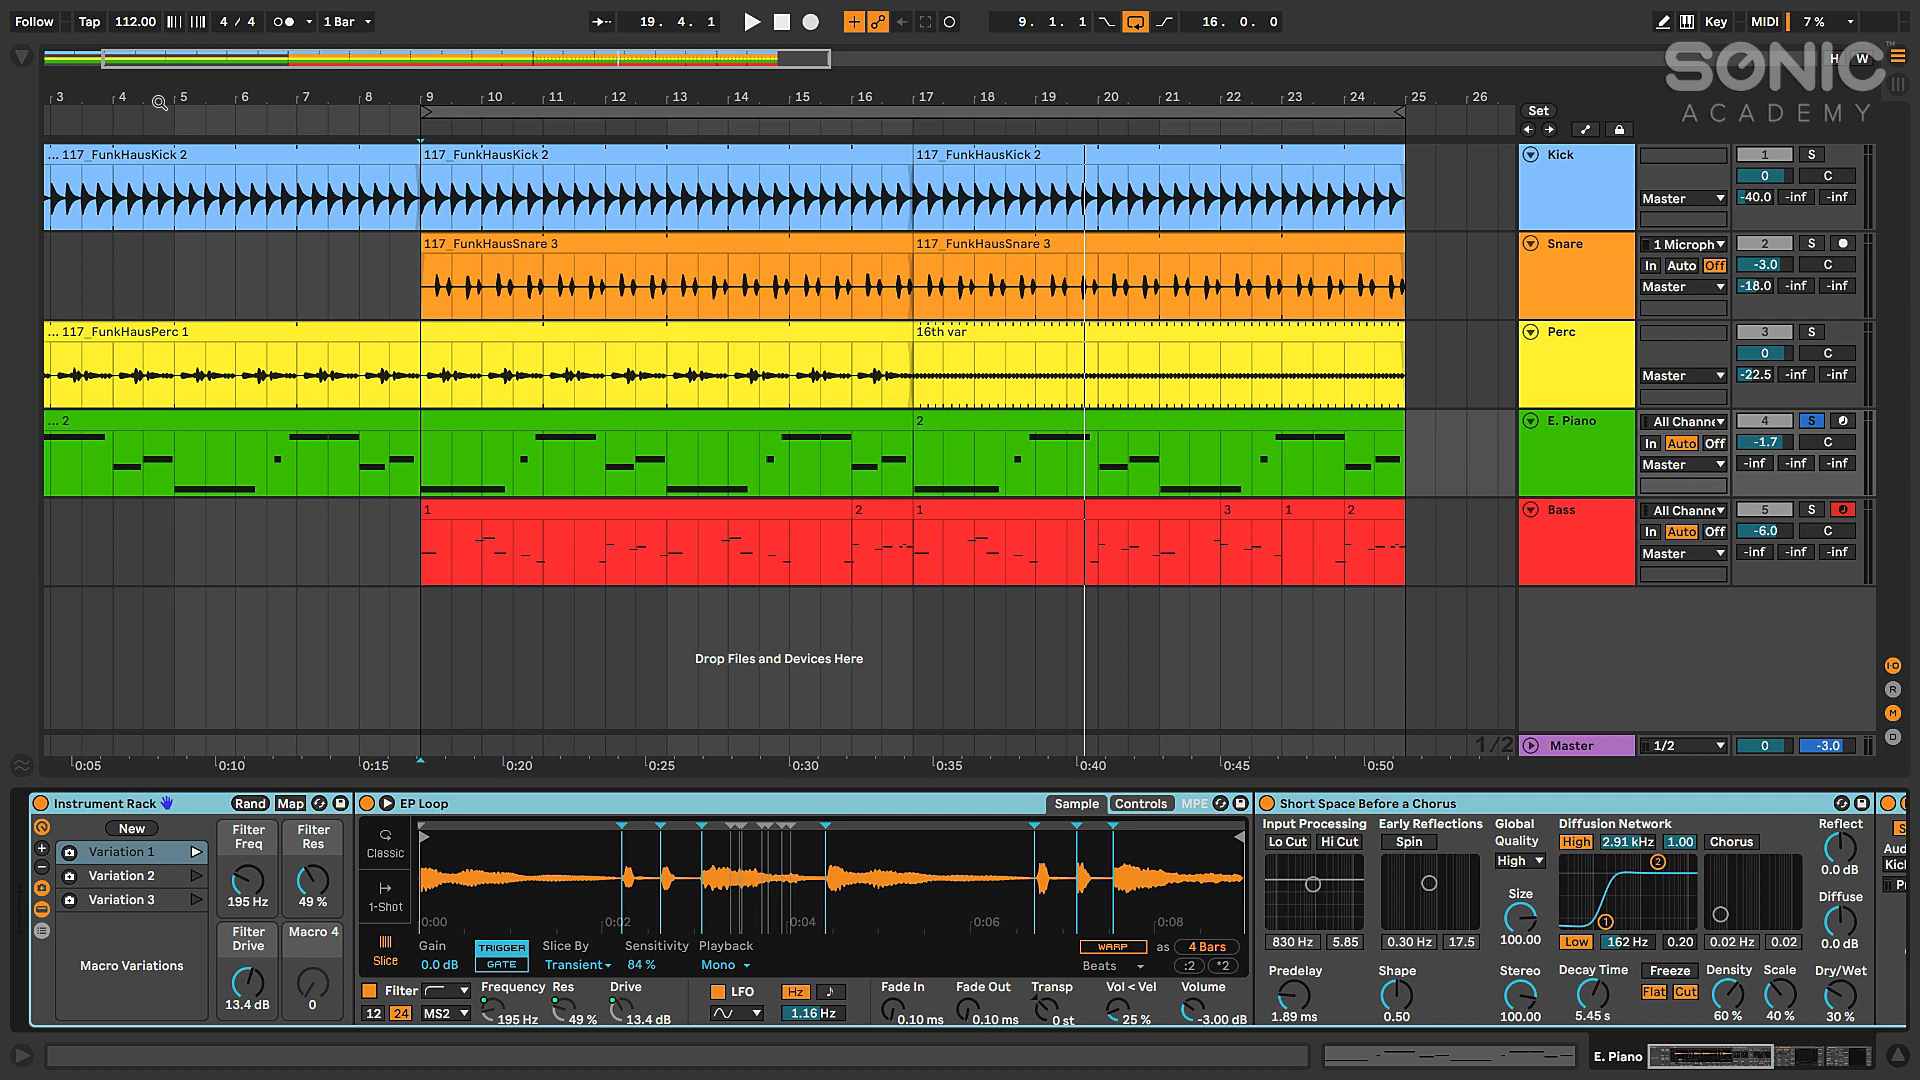 Follow Tap 112.00 4 / 4 1 Bar 19. 4. 1 9. 1. 1 16. 0. 0 Key MIDI 7 %
H W
SONIC™
ACADEMY
3 4 5 6 7 8 9 10 11 12 13 14 15 16 17 18 19 20 21 22 23 24 25 26
Set
... 117_FunkHausKick 2 117_FunkHausKick 2 117_FunkHausKick 2
Kick 1 S
0 C
Master -40.0 -inf -inf
117_FunkHausSnare 3 117_FunkHausSnare 3
Snare 1 Microph 2 S
In Auto Off -3.0 C
Master -18.0 -inf -inf
... 117_FunkHausPerc 1 16th var
Perc 3 S
0 C
Master -22.5 -inf -inf
... 2 2
E. Piano All Channe 4 S
In Auto Off -1.7 C
Master -inf -inf -inf
1 2 1 3 1 2
Bass All Channe 5 S
In Auto Off -6.0 C
Master -inf -inf -inf
Drop Files and Devices Here
I·O
R
M
D
1/2 Master 1/2 0 -3.0
0:05 0:10 0:15 0:20 0:25 0:30 0:35 0:40 0:45 0:50
Instrument Rack Rand Map
New
Variation 1
Variation 2
Variation 3
Macro Variations
Filter Freq
195 Hz
Filter Res
49 %
Filter Drive
13.4 dB
Macro 4
0
EP Loop Sample Controls MPE
Classic
1-Shot
Slice
0:00 0:02 0:04 0:06 0:08
Gain TRIGGER Slice By Sensitivity Playback WARP as 4 Bars
0.0 dB GATE Transient 84 % Mono Beats :2 *2
Filter Frequency Res Drive LFO Hz Fade In Fade Out Transp Vol < Vel Volume
12 24 MS2 195 Hz 49 % 13.4 dB 1.16 Hz 0.10 ms 0.10 ms 0 st 25 % -3.00 dB
Short Space Before a Chorus
Input Processing Early Reflections Global Diffusion Network Reflect
Lo Cut Hi Cut Spin Quality High 2.91 kHz 1.00 Chorus
High 2 0.0 dB
Size Diffuse
1
830 Hz 5.85 0.30 Hz 17.5 100.00 Low 162 Hz 0.20 0.02 Hz 0.02 0.0 dB
Predelay Shape Stereo Decay Time Freeze Density Scale Dry/Wet
Flat Cut
1.89 ms 0.50 100.00 5.45 s 60 % 40 % 30 %
S
Aud
Kick
Pr
E. Piano